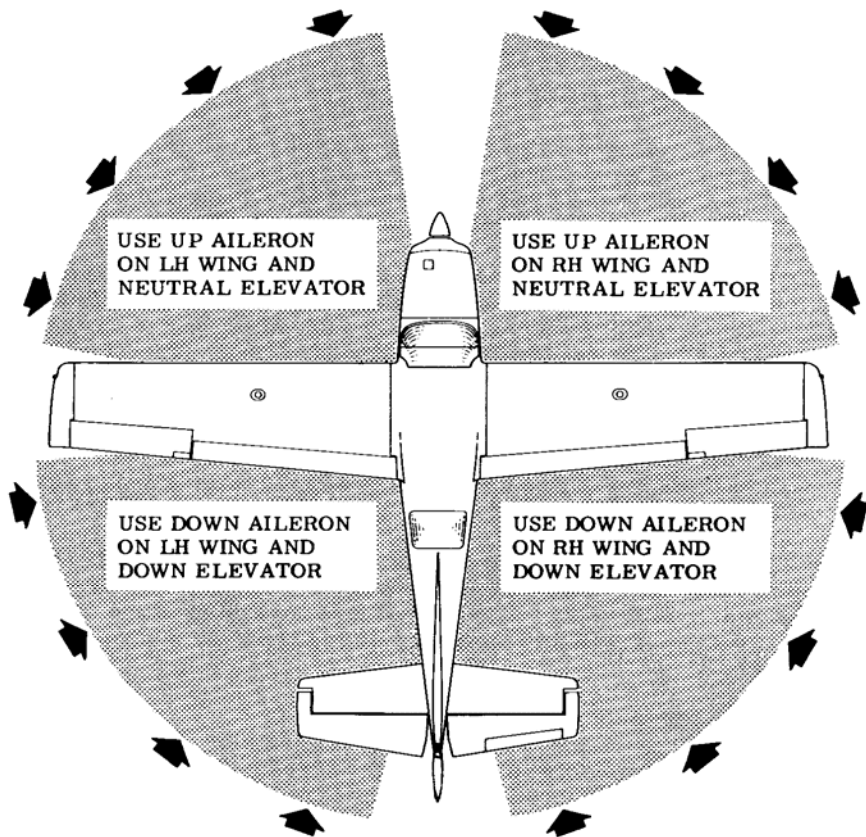 USE UP AILERON
ON LH WING AND
NEUTRAL ELEVATOR
USE UP AILERON
ON RH WING AND
NEUTRAL ELEVATOR
USE DOWN AILERON
ON LH WING AND
DOWN ELEVATOR
USE DOWN AILERON
ON RH WING AND
DOWN ELEVATOR